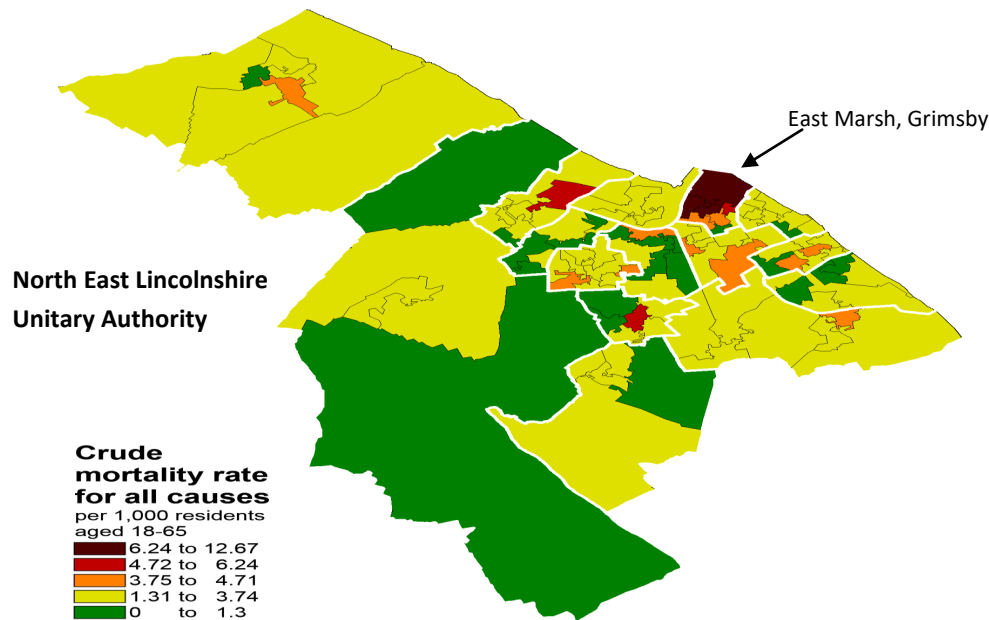 East Marsh, Grimsby
North East Lincolnshire
Unitary Authority
Crude
mortality rate
for all causes
per 1,000 residents
aged 18-65
6.24 to 12.67
4.72 to 6.24
3.75 to 4.71
1.31 to 3.74
0 to 1.3